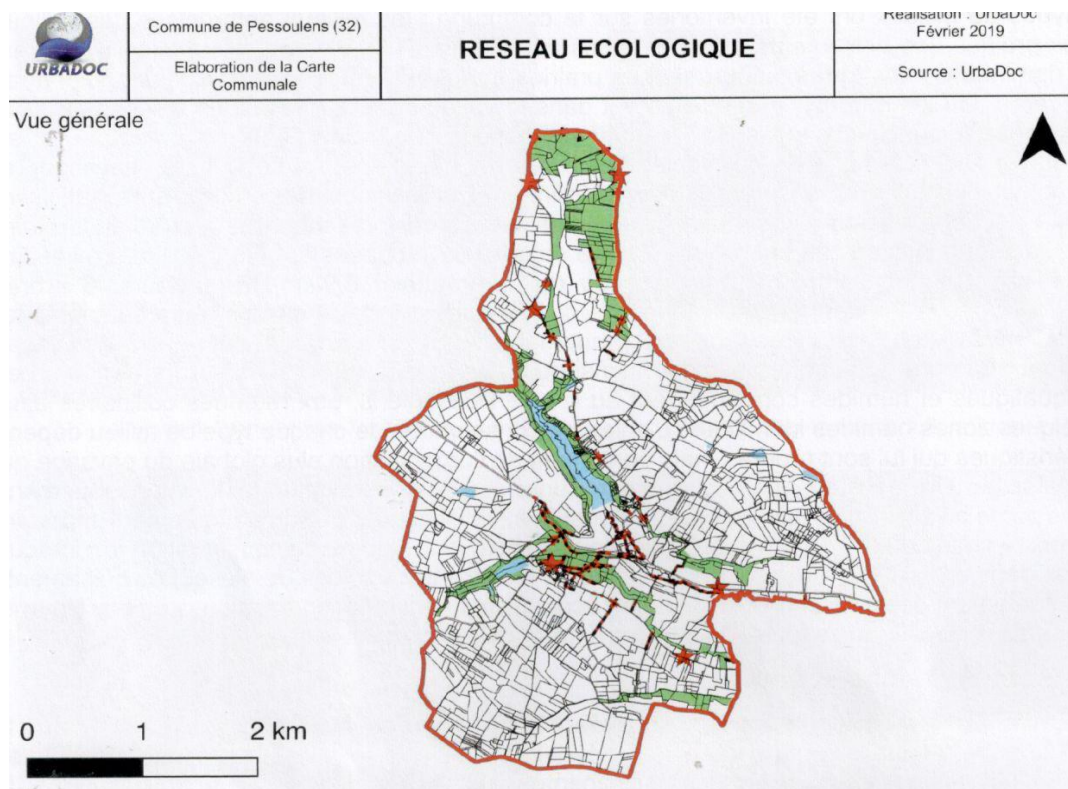 URBADOC
Commune de Pessoulens (32)
Elaboration de la Carte
Communale
RESEAU ECOLOGIQUE
Réalisation : UrbaDoc
Février 2019
Source : UrbaDoc
Vue générale
0 1 2 km